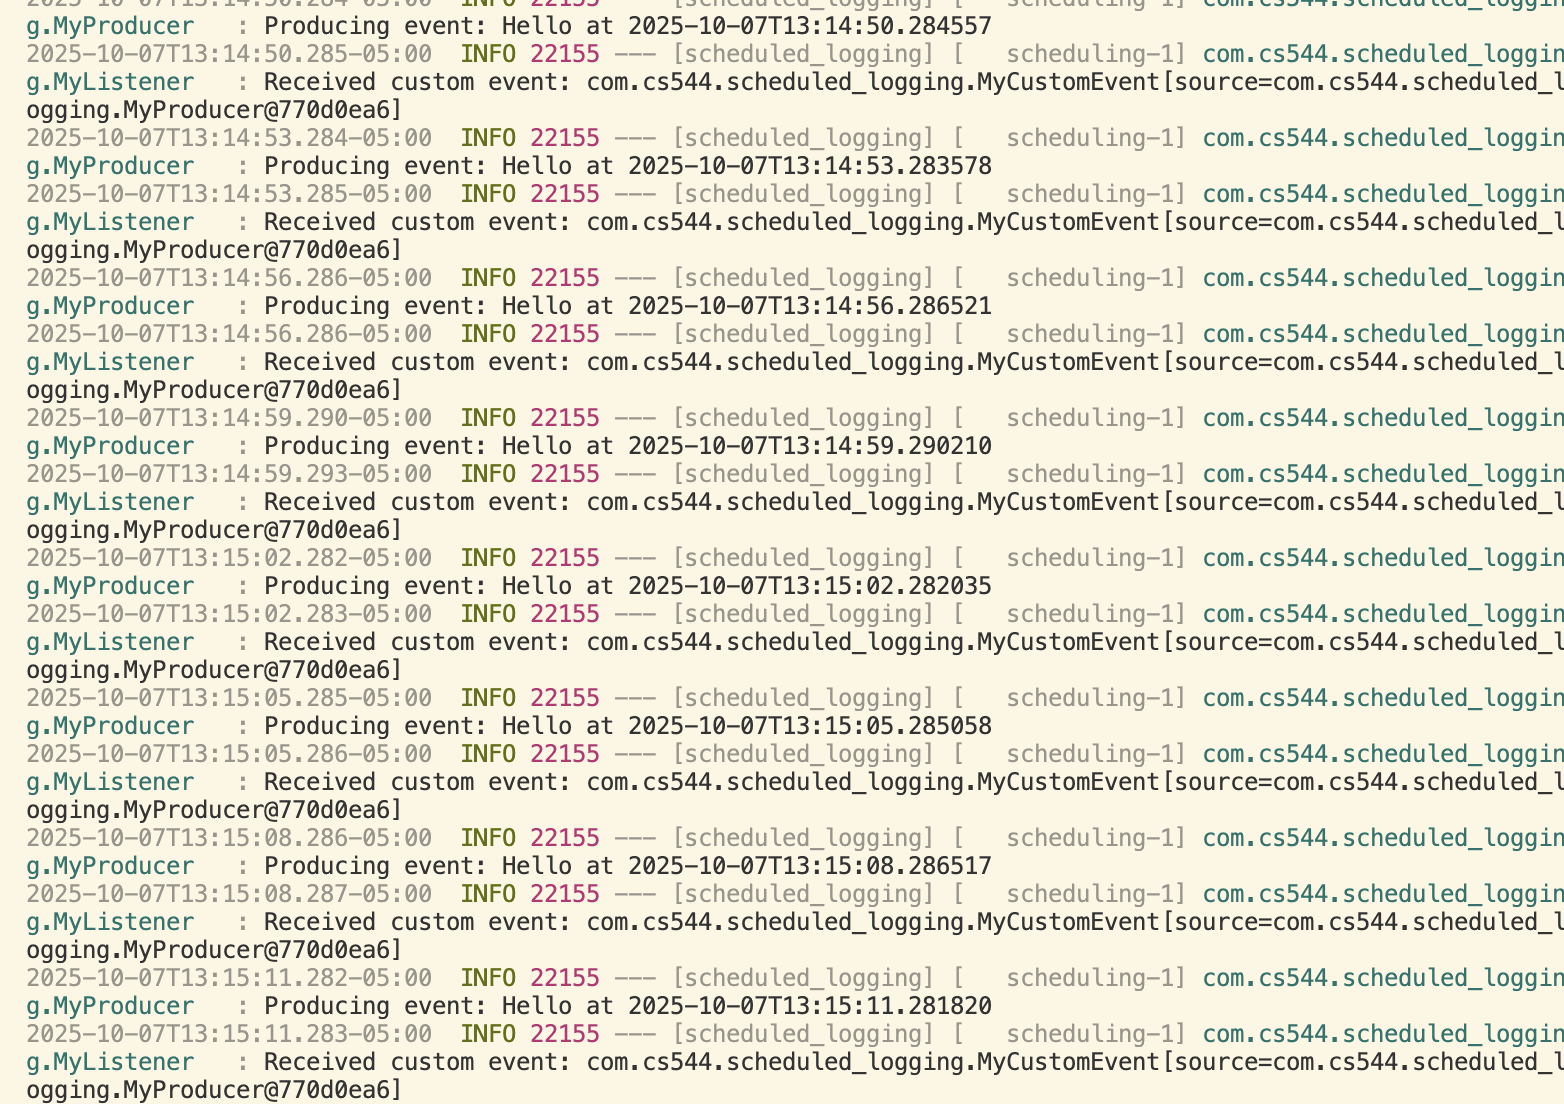 2025-10-07T13:14:50.284-05:00  INFO 22155 --- [scheduled_logging] [   scheduling-1] com.cs544.scheduled_loggin
g.MyProducer   : Producing event: Hello at 2025-10-07T13:14:50.284557
2025-10-07T13:14:50.285-05:00  INFO 22155 --- [scheduled_logging] [   scheduling-1] com.cs544.scheduled_loggin
g.MyListener   : Received custom event: com.cs544.scheduled_logging.MyCustomEvent[source=com.cs544.scheduled_l
ogging.MyProducer@770d0ea6]
2025-10-07T13:14:53.284-05:00  INFO 22155 --- [scheduled_logging] [   scheduling-1] com.cs544.scheduled_loggin
g.MyProducer   : Producing event: Hello at 2025-10-07T13:14:53.283578
2025-10-07T13:14:53.285-05:00  INFO 22155 --- [scheduled_logging] [   scheduling-1] com.cs544.scheduled_loggin
g.MyListener   : Received custom event: com.cs544.scheduled_logging.MyCustomEvent[source=com.cs544.scheduled_l
ogging.MyProducer@770d0ea6]
2025-10-07T13:14:56.286-05:00  INFO 22155 --- [scheduled_logging] [   scheduling-1] com.cs544.scheduled_loggin
g.MyProducer   : Producing event: Hello at 2025-10-07T13:14:56.286521
2025-10-07T13:14:56.286-05:00  INFO 22155 --- [scheduled_logging] [   scheduling-1] com.cs544.scheduled_loggin
g.MyListener   : Received custom event: com.cs544.scheduled_logging.MyCustomEvent[source=com.cs544.scheduled_l
ogging.MyProducer@770d0ea6]
2025-10-07T13:14:59.290-05:00  INFO 22155 --- [scheduled_logging] [   scheduling-1] com.cs544.scheduled_loggin
g.MyProducer   : Producing event: Hello at 2025-10-07T13:14:59.290210
2025-10-07T13:14:59.293-05:00  INFO 22155 --- [scheduled_logging] [   scheduling-1] com.cs544.scheduled_loggin
g.MyListener   : Received custom event: com.cs544.scheduled_logging.MyCustomEvent[source=com.cs544.scheduled_l
ogging.MyProducer@770d0ea6]
2025-10-07T13:15:02.282-05:00  INFO 22155 --- [scheduled_logging] [   scheduling-1] com.cs544.scheduled_loggin
g.MyProducer   : Producing event: Hello at 2025-10-07T13:15:02.282035
2025-10-07T13:15:02.283-05:00  INFO 22155 --- [scheduled_logging] [   scheduling-1] com.cs544.scheduled_loggin
g.MyListener   : Received custom event: com.cs544.scheduled_logging.MyCustomEvent[source=com.cs544.scheduled_l
ogging.MyProducer@770d0ea6]
2025-10-07T13:15:05.285-05:00  INFO 22155 --- [scheduled_logging] [   scheduling-1] com.cs544.scheduled_loggin
g.MyProducer   : Producing event: Hello at 2025-10-07T13:15:05.285058
2025-10-07T13:15:05.286-05:00  INFO 22155 --- [scheduled_logging] [   scheduling-1] com.cs544.scheduled_loggin
g.MyListener   : Received custom event: com.cs544.scheduled_logging.MyCustomEvent[source=com.cs544.scheduled_l
ogging.MyProducer@770d0ea6]
2025-10-07T13:15:08.286-05:00  INFO 22155 --- [scheduled_logging] [   scheduling-1] com.cs544.scheduled_loggin
g.MyProducer   : Producing event: Hello at 2025-10-07T13:15:08.286517
2025-10-07T13:15:08.287-05:00  INFO 22155 --- [scheduled_logging] [   scheduling-1] com.cs544.scheduled_loggin
g.MyListener   : Received custom event: com.cs544.scheduled_logging.MyCustomEvent[source=com.cs544.scheduled_l
ogging.MyProducer@770d0ea6]
2025-10-07T13:15:11.282-05:00  INFO 22155 --- [scheduled_logging] [   scheduling-1] com.cs544.scheduled_loggin
g.MyProducer   : Producing event: Hello at 2025-10-07T13:15:11.281820
2025-10-07T13:15:11.283-05:00  INFO 22155 --- [scheduled_logging] [   scheduling-1] com.cs544.scheduled_loggin
g.MyListener   : Received custom event: com.cs544.scheduled_logging.MyCustomEvent[source=com.cs544.scheduled_l
ogging.MyProducer@770d0ea6]